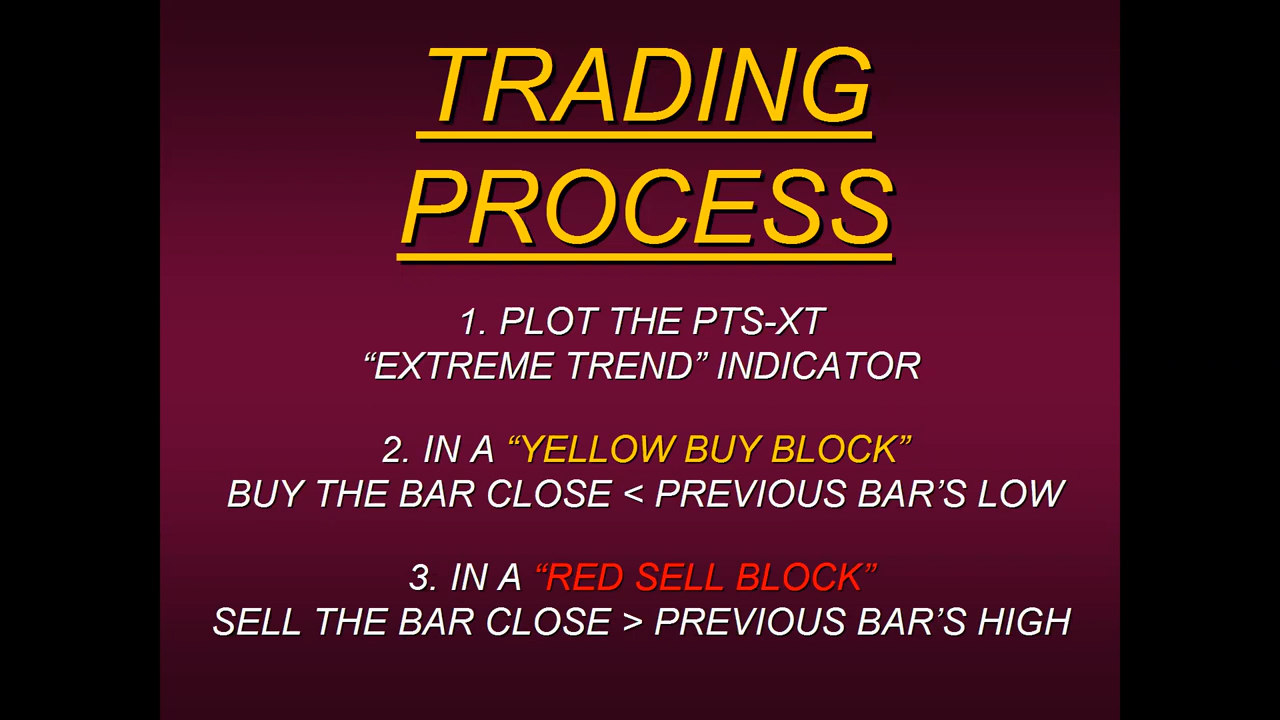 TRADING
PROCESS
1. PLOT THE PTS-XT
“EXTREME TREND” INDICATOR
2. IN A “YELLOW BUY BLOCK”
BUY THE BAR CLOSE < PREVIOUS BAR’S LOW
3. IN A “RED SELL BLOCK”
SELL THE BAR CLOSE > PREVIOUS BAR’S HIGH